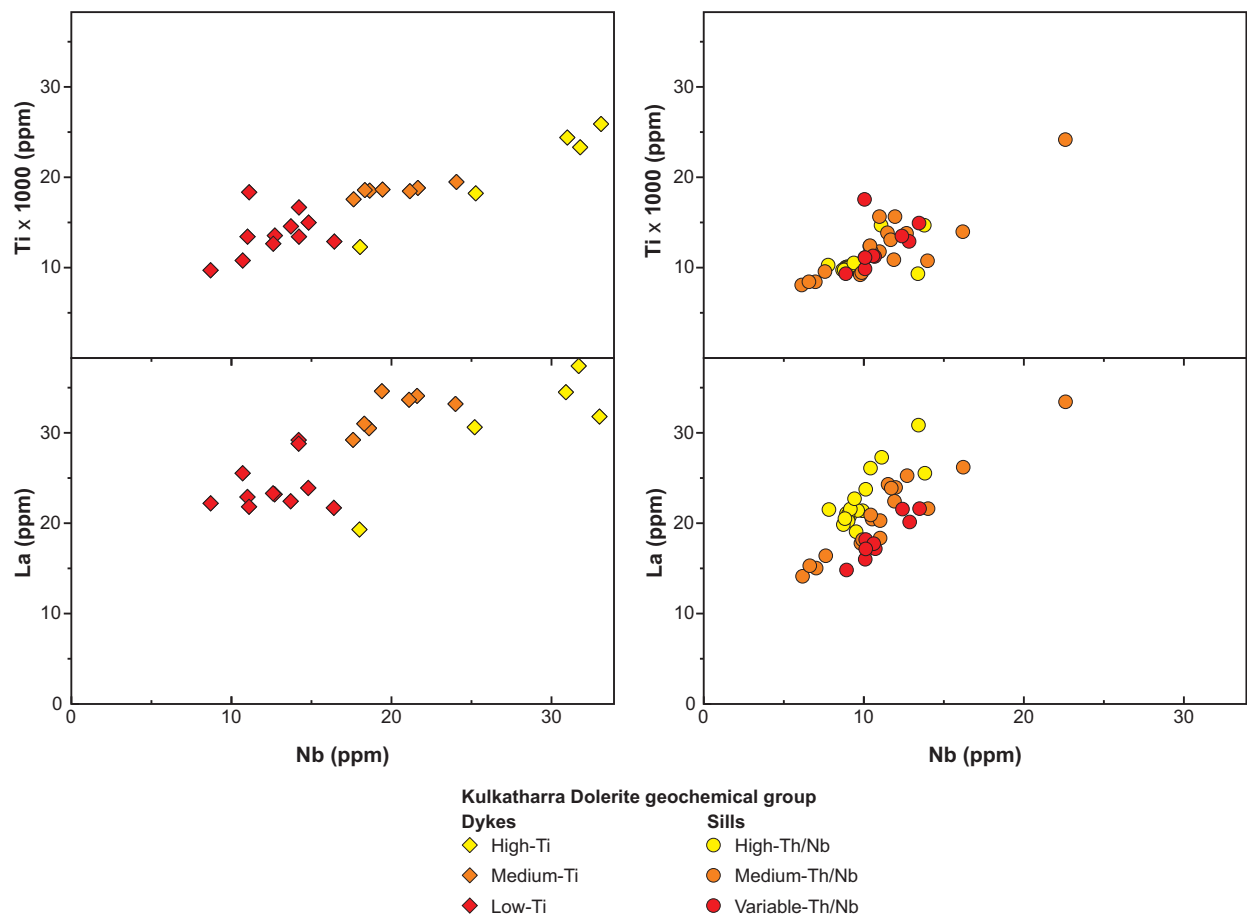 Ti x 1000 (ppm)
30
20
10
Ti x 1000 (ppm)
30
20
10
La (ppm)
30
20
10
0
0
10
20
30
Nb (ppm)
La (ppm)
30
20
10
0
0
10
20
30
Nb (ppm)
Kulkatharra Dolerite geochemical group
Dykes
High-Ti
Medium-Ti
Low-Ti
Sills
High-Th/Nb
Medium-Th/Nb
Variable-Th/Nb